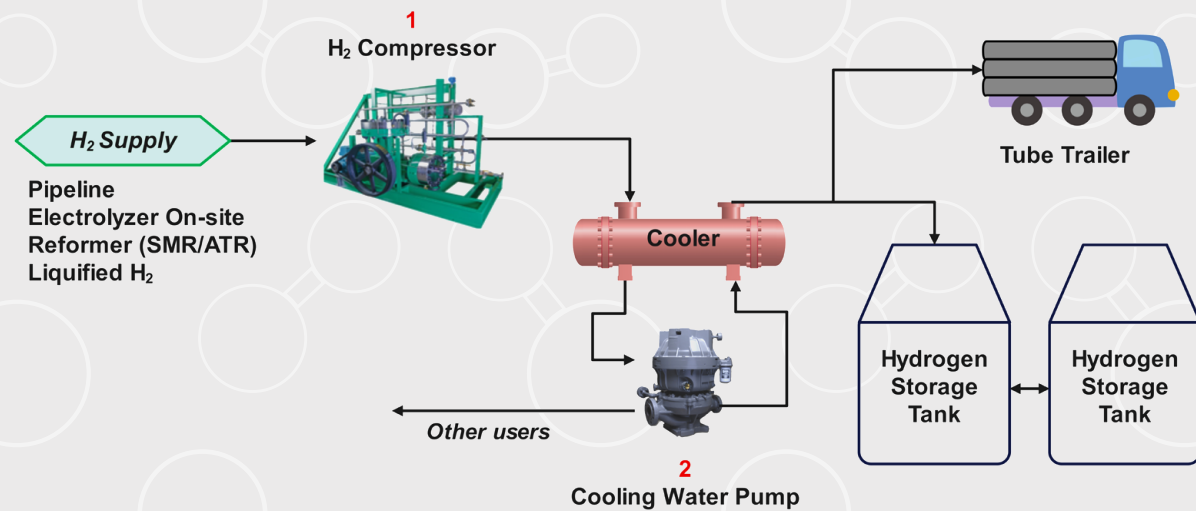 1
H₂ Compressor
H₂ Supply
Pipeline
Electrolyzer On-site
Reformer (SMR/ATR)
Liquified H₂
Cooler
Tube Trailer
Hydrogen
Storage
Tank
Hydrogen
Storage
Tank
Other users
2
Cooling Water Pump